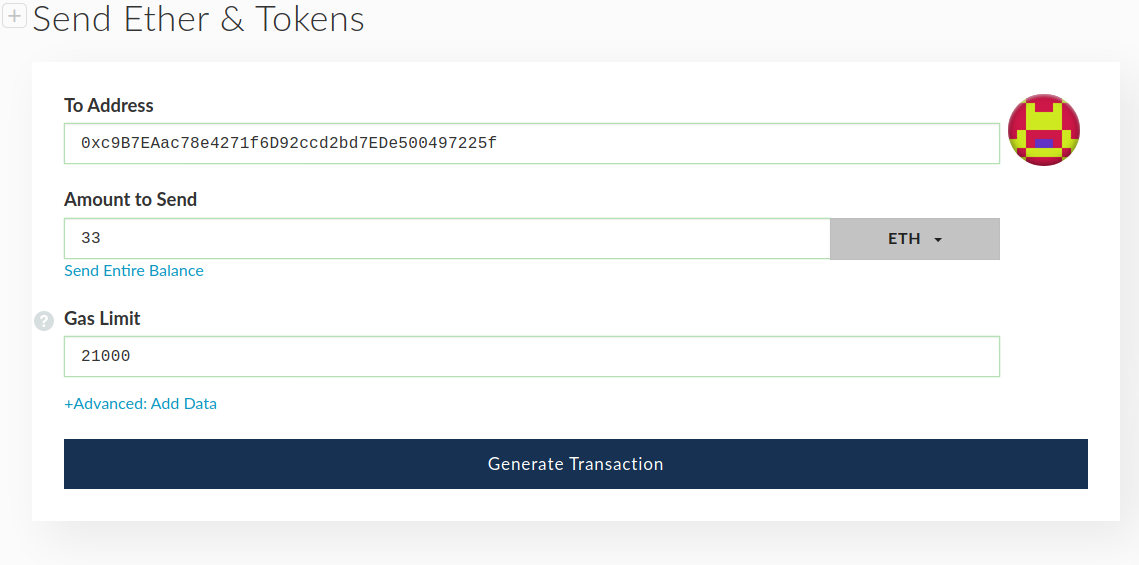 Send Ether & Tokens
To Address
0xc9B7EAac78e4271f6D92ccd2bd7EDe500497225f
Amount to Send
33
ETH
Send Entire Balance
? Gas Limit
21000
+Advanced: Add Data
Generate Transaction